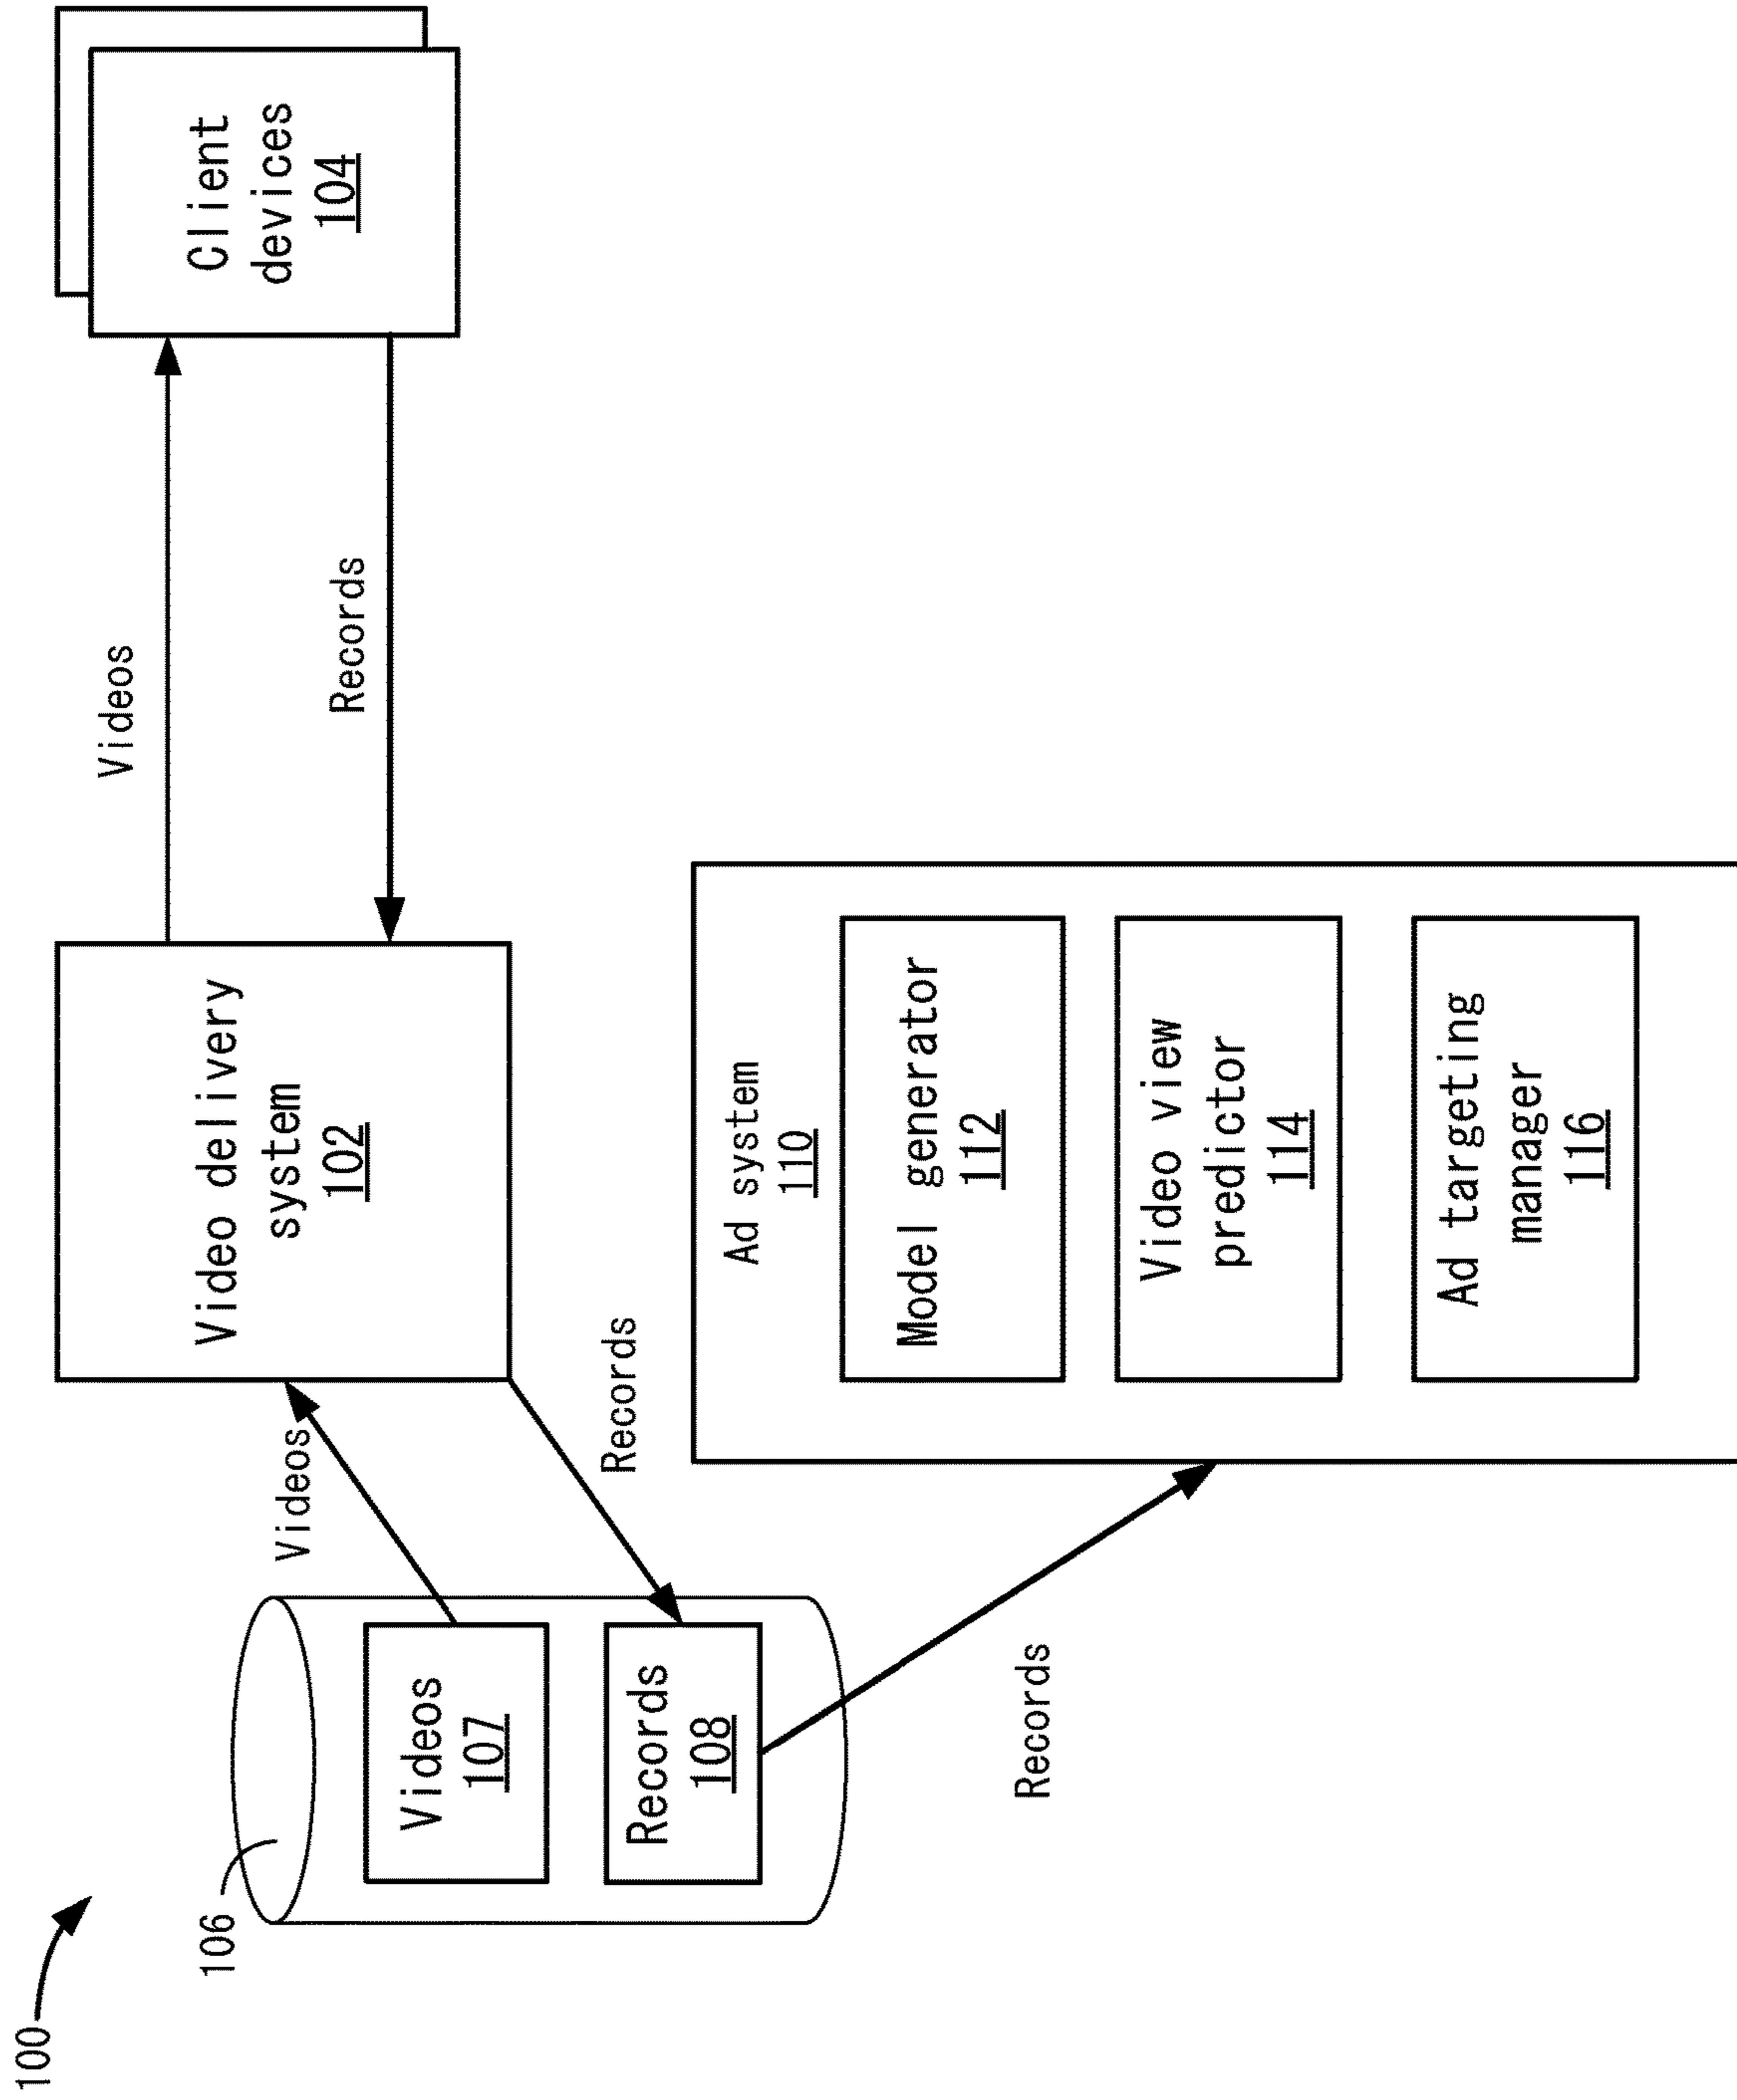 100
106
Videos
107
Records
108
Videos
Records
Records
Video delivery
system
102
Videos
Records
Client
devices
104
Ad system
110
Model generator
112
Video view
predictor
114
Ad targeting
manager
116